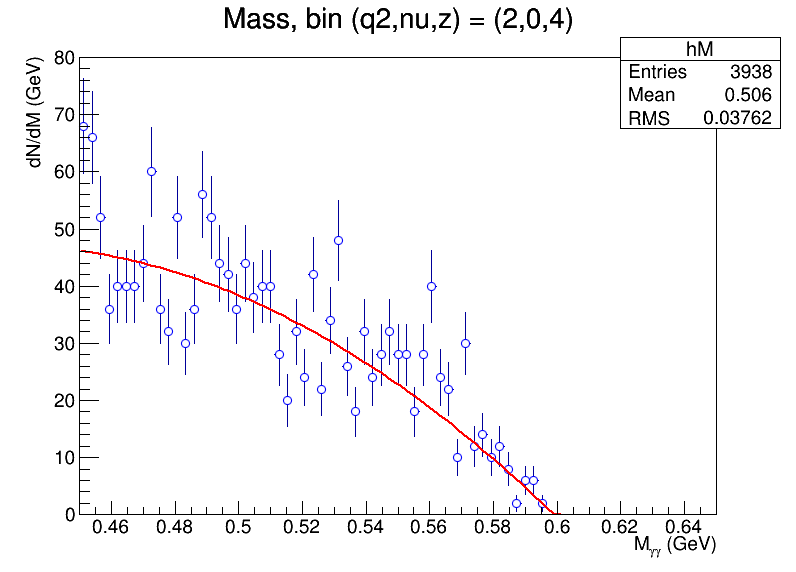 Mass, bin (q2,nu,z) = (2,0,4)
hM
Entries 3938
Mean 0.506
RMS 0.03762
dN/dM (GeV)
80
70
60
50
40
30
20
10
0
0.46 0.48 0.5 0.52 0.54 0.56 0.58 0.6 0.62 0.64
Mγγ (GeV)